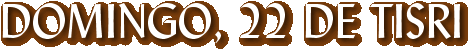 DOMINGO, 22 DE TISRI